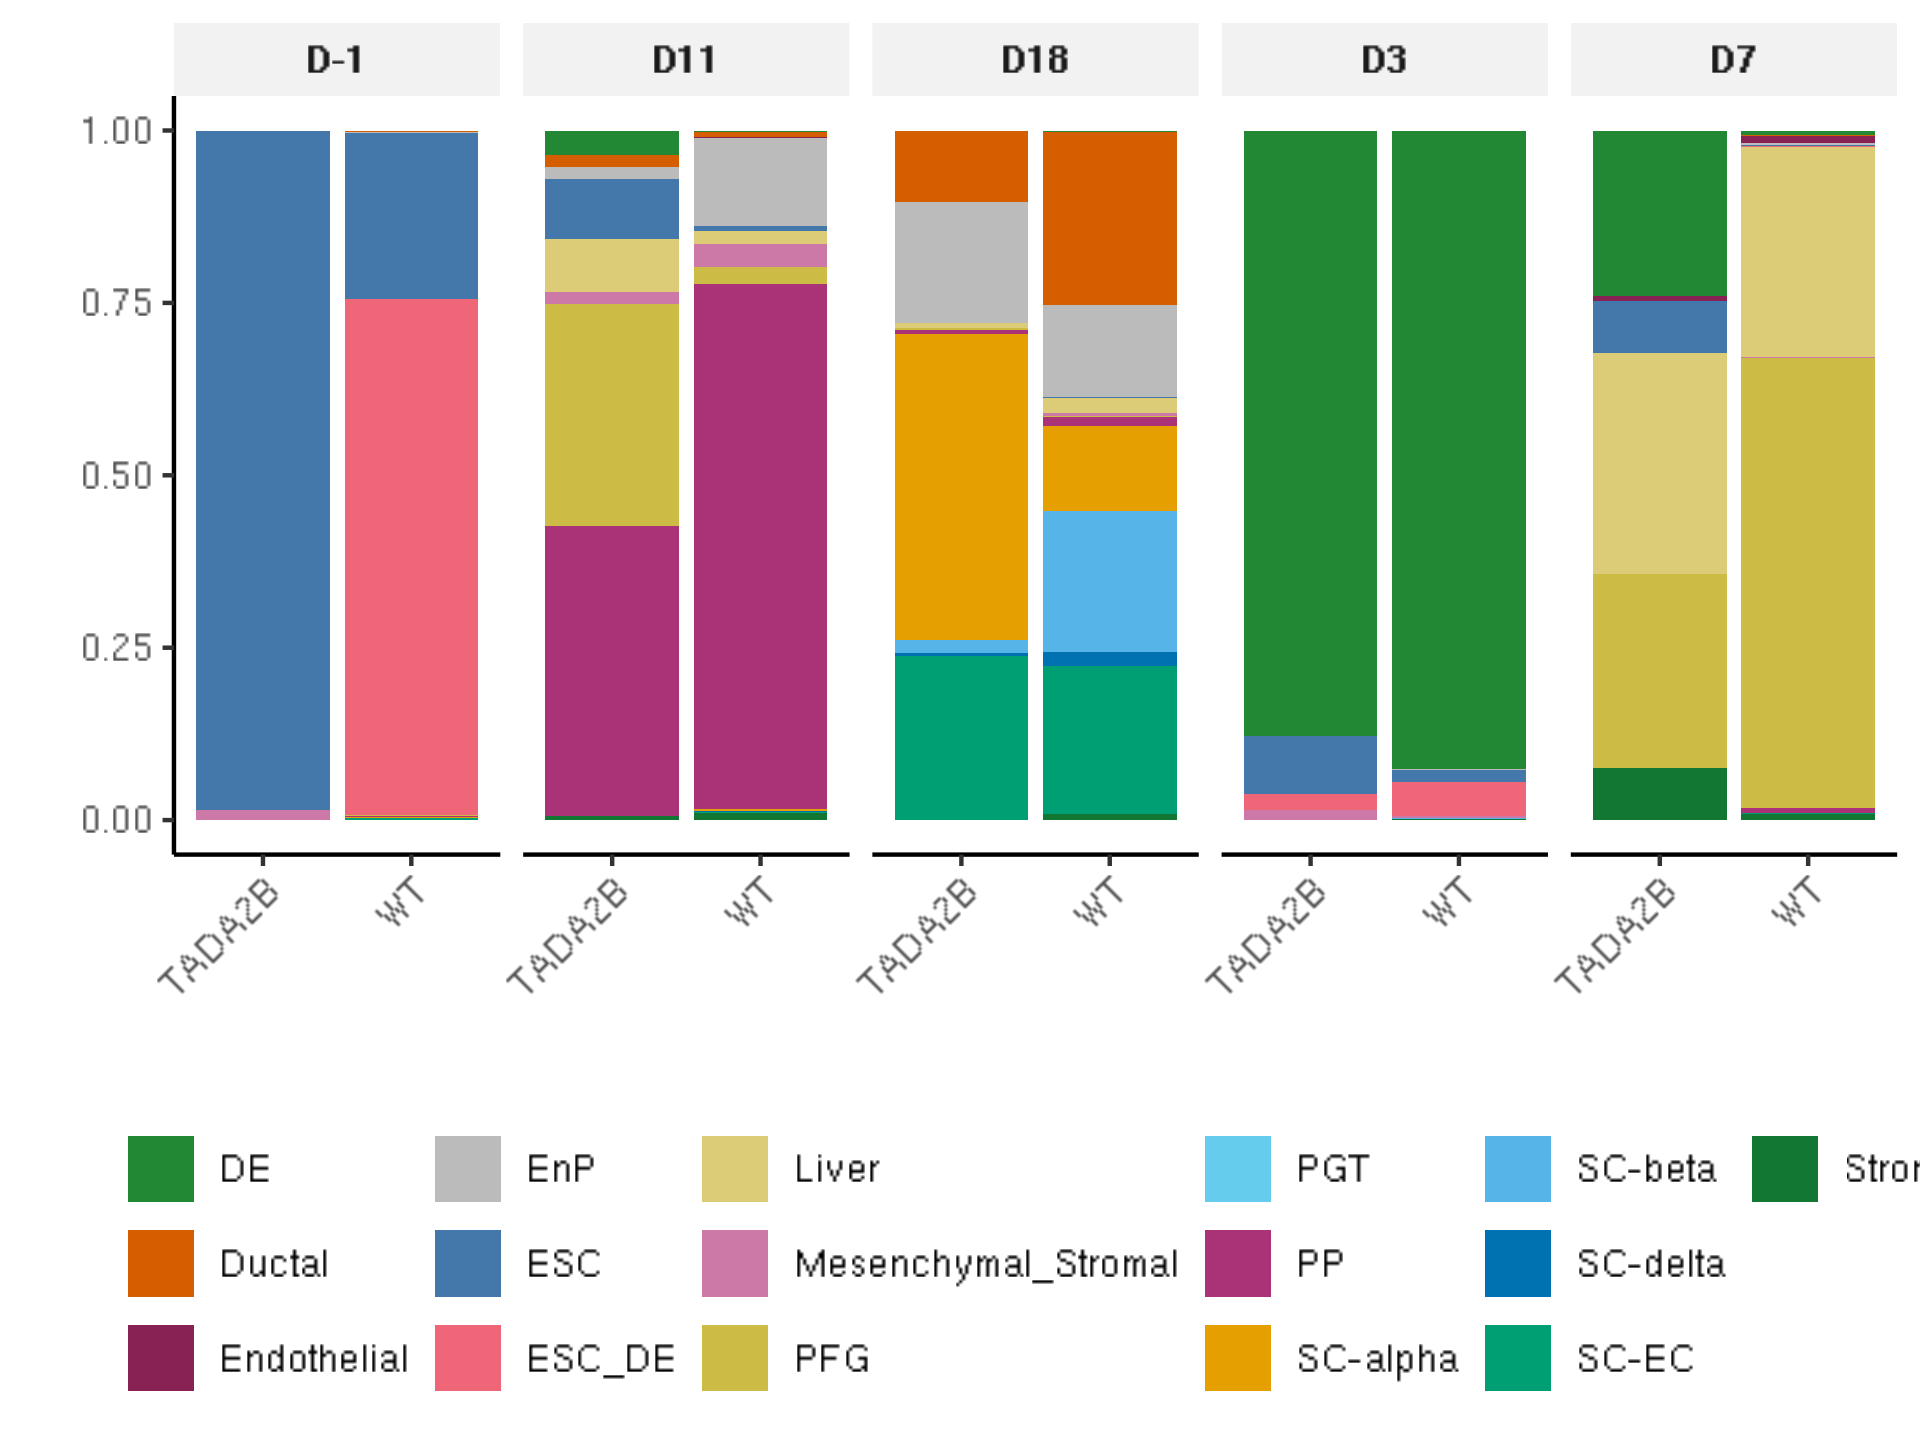 D-1 D11 D18 D3 D7
1.00
0.75
0.50
0.25
0.00
TADA2B WT TADA2B WT TADA2B WT TADA2B WT TADA2B WT
DE EnP Liver PGT SC-beta
Ductal ESC Mesenchymal_Stromal PP SC-delta
Endothelial ESC_DE PFG SC-alpha SC-EC